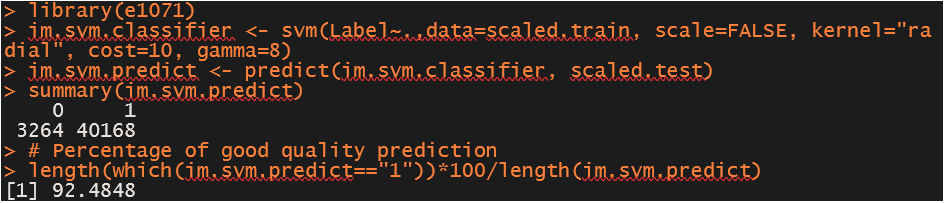 > library(e1071)
> im.svm.classifier <- svm(Label~.,data=scaled.train, scale=FALSE, kernel="ra
dial", cost=10, gamma=8)
> im.svm.predict <- predict(im.svm.classifier, scaled.test)
> summary(im.svm.predict)
    0     1
 3264 40168
> # Percentage of good quality prediction
> length(which(im.svm.predict=="1"))*100/length(im.svm.predict)
[1] 92.4848